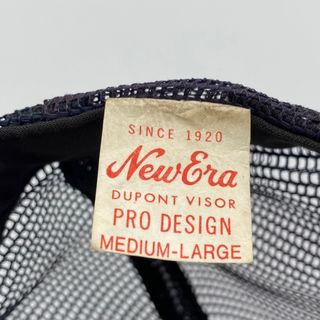 SINCE 1920
NewEra
DUPONT VISOR
PRO DESIGN
MEDIUM-LARGE